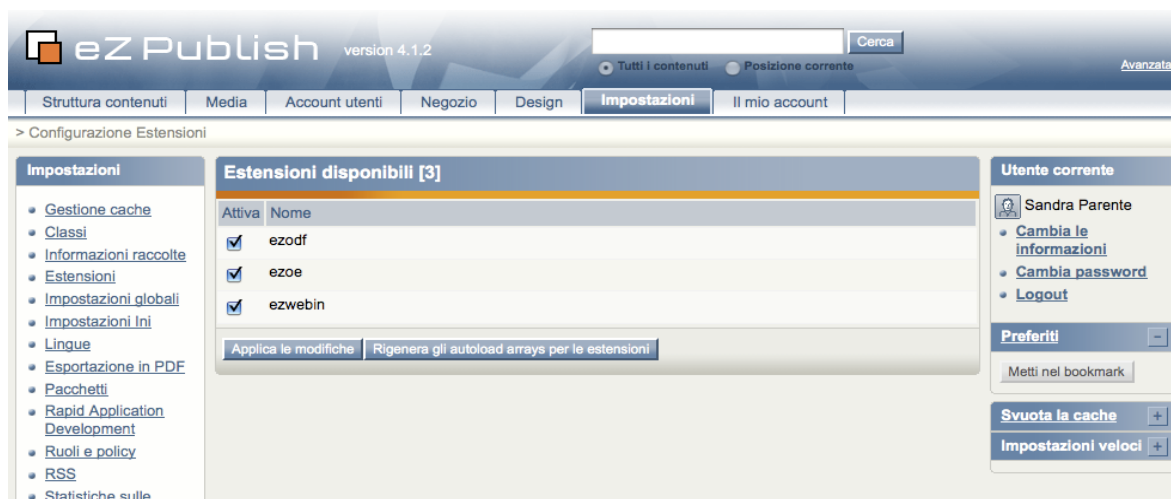 eZ Publish version 4.1.2
Cerca
Tutti i contenuti Posizione corrente
Avanzata
Struttura contenuti Media Account utenti Negozio Design Impostazioni Il mio account
> Configurazione Estensioni
Impostazioni
Gestione cache
Classi
Informazioni raccolte
Estensioni
Impostazioni globali
Impostazioni Ini
Lingue
Esportazione in PDF
Pacchetti
Rapid Application
Development
Ruoli e policy
RSS
Statistiche sulle
Estensioni disponibili [3]
Attiva Nome
ezodf
ezoe
ezwebin
Applica le modifiche Rigenera gli autoload arrays per le estensioni
Utente corrente
Sandra Parente
Cambia le
informazioni
Cambia password
Logout
Preferiti -
Metti nel bookmark
Svuota la cache +
Impostazioni veloci +